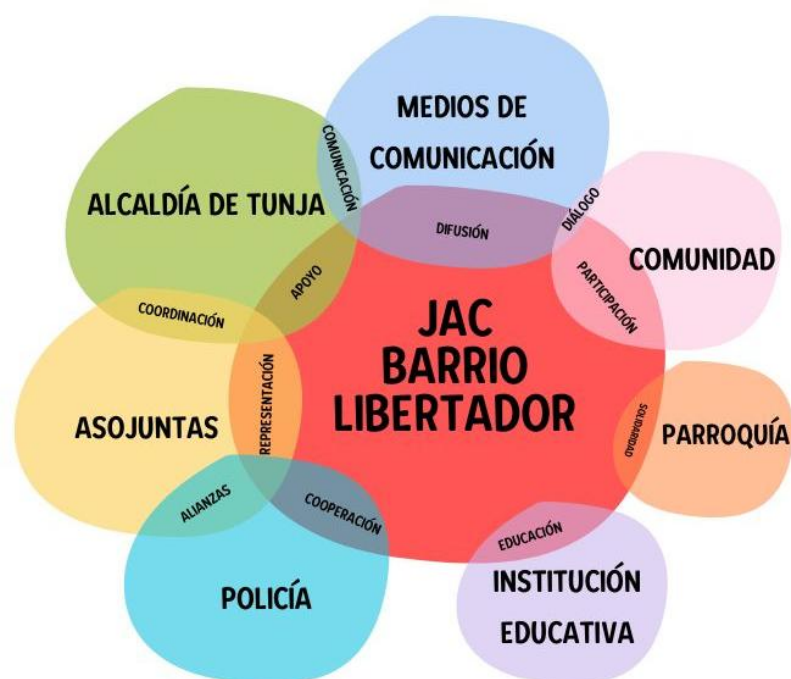 MEDIOS DE
COMUNICACIÓN
COMUNICACIÓN
ALCALDÍA DE TUNJA
DIFUSIÓN
DIÁLOGO
COMUNIDAD
PARTICIPACIÓN
APOYO
COORDINACIÓN
JAC
BARRIO
LIBERTADOR
REPRESENTACIÓN
ASOJUNTAS
SOLIDARIDAD
PARROQUÍA
ALIANZAS
COOPERACIÓN
EDUCACIÓN
POLICÍA
INSTITUCIÓN
EDUCATIVA